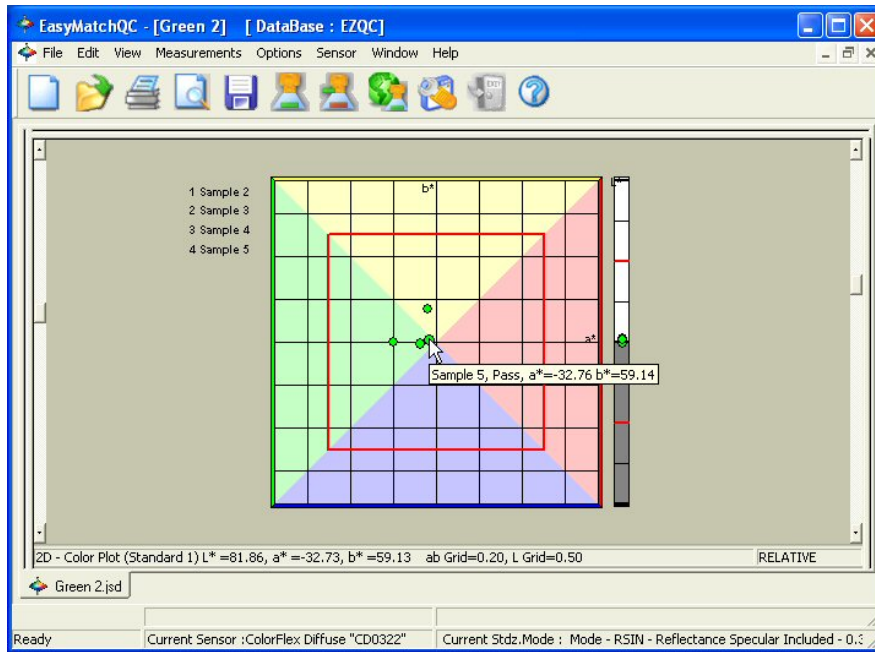 EasyMatchQC - [Green 2]   [ DataBase : EZQC]
File Edit View Measurements Options Sensor Window Help
1 Sample 2
2 Sample 3
3 Sample 4
4 Sample 5
b*
L*
a*
Sample 5, Pass, a*=-32.76 b*=59.14
2D - Color Plot (Standard 1) L* =81.86, a* =-32.73, b* =59.13   ab Grid=0.20, L Grid=0.50 RELATIVE
Green 2.jsd
Ready Current Sensor :ColorFlex Diffuse "CD0322" Current Stdz.Mode : Mode - RSIN - Reflectance Specular Included - 0.3